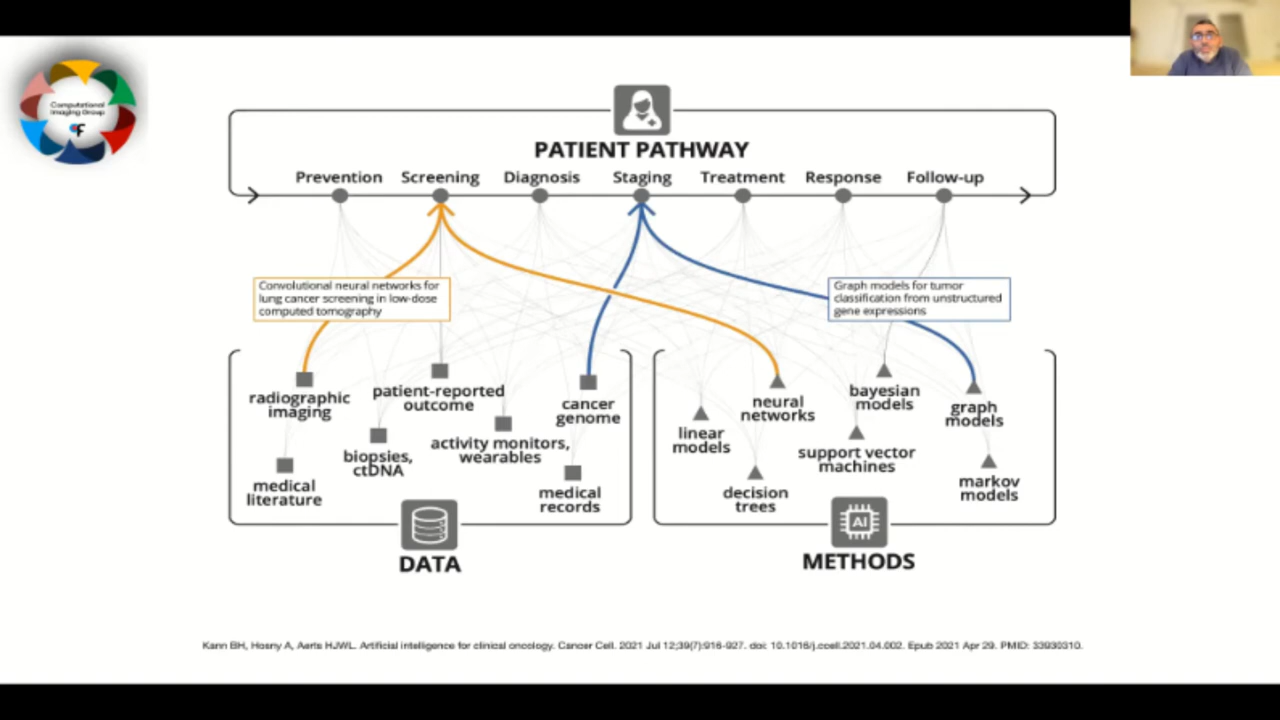 Computational
Imaging Group
PATIENT PATHWAY
Prevention Screening Diagnosis Staging Treatment Response Follow-up
Convolutional neural networks for
lung cancer screening in low-dose
computed tomography
Graph models for tumor
classification from unstructured
gene expressions
radiographic
imaging
patient-reported
outcome
cancer
genome
biopsies,
ctDNA
activity monitors,
wearables
medical
literature
medical
records
DATA
neural
networks
bayesian
models
graph
models
linear
models
support vector
machines
decision
trees
markov
models
AI
METHODS
Kann BH, Hosny A, Aerts HJWL. Artificial intelligence for clinical oncology. Cancer Cell. 2021 Jul 12;39(7):916-927. doi: 10.1016/j.ccell.2021.04.002. Epub 2021 Apr 29. PMID: 33930310.